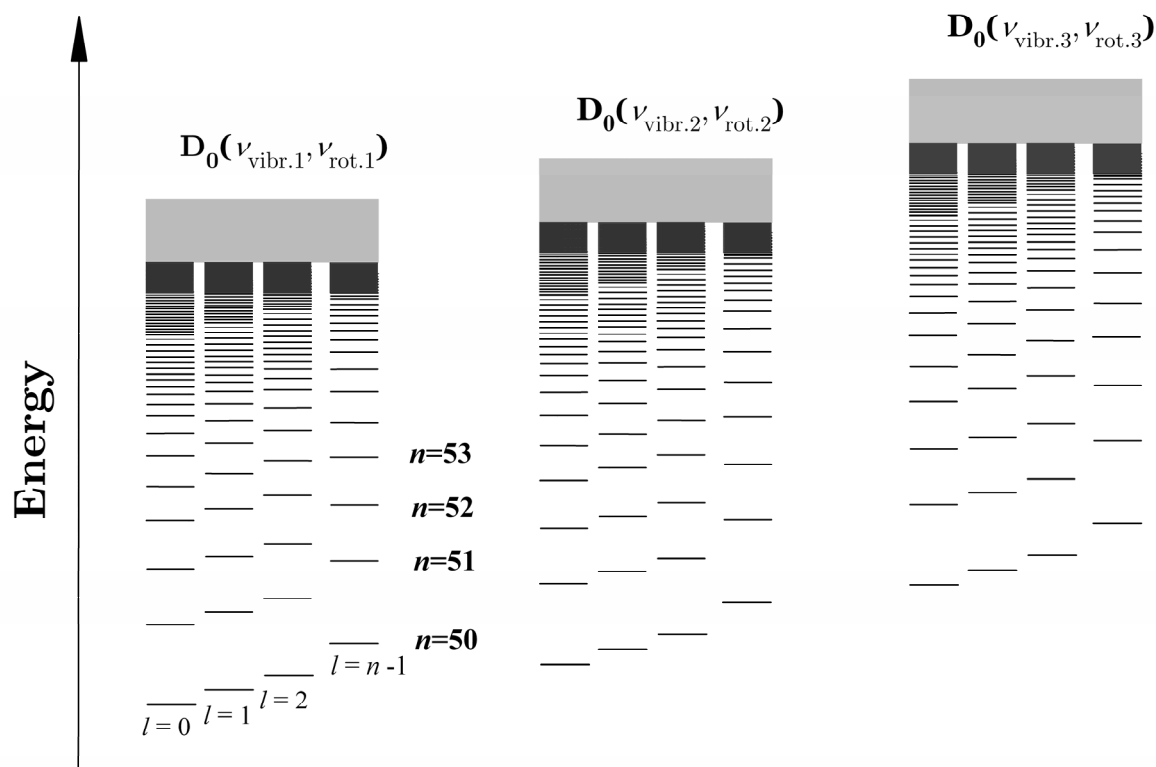 D₀(νvibr.3,νrot.3)
D₀(νvibr.2,νrot.2)
D₀(νvibr.1,νrot.1)
Energy
n=53
n=52
n=51
n=50
l = n -1
l = 2
l = 1
l = 0